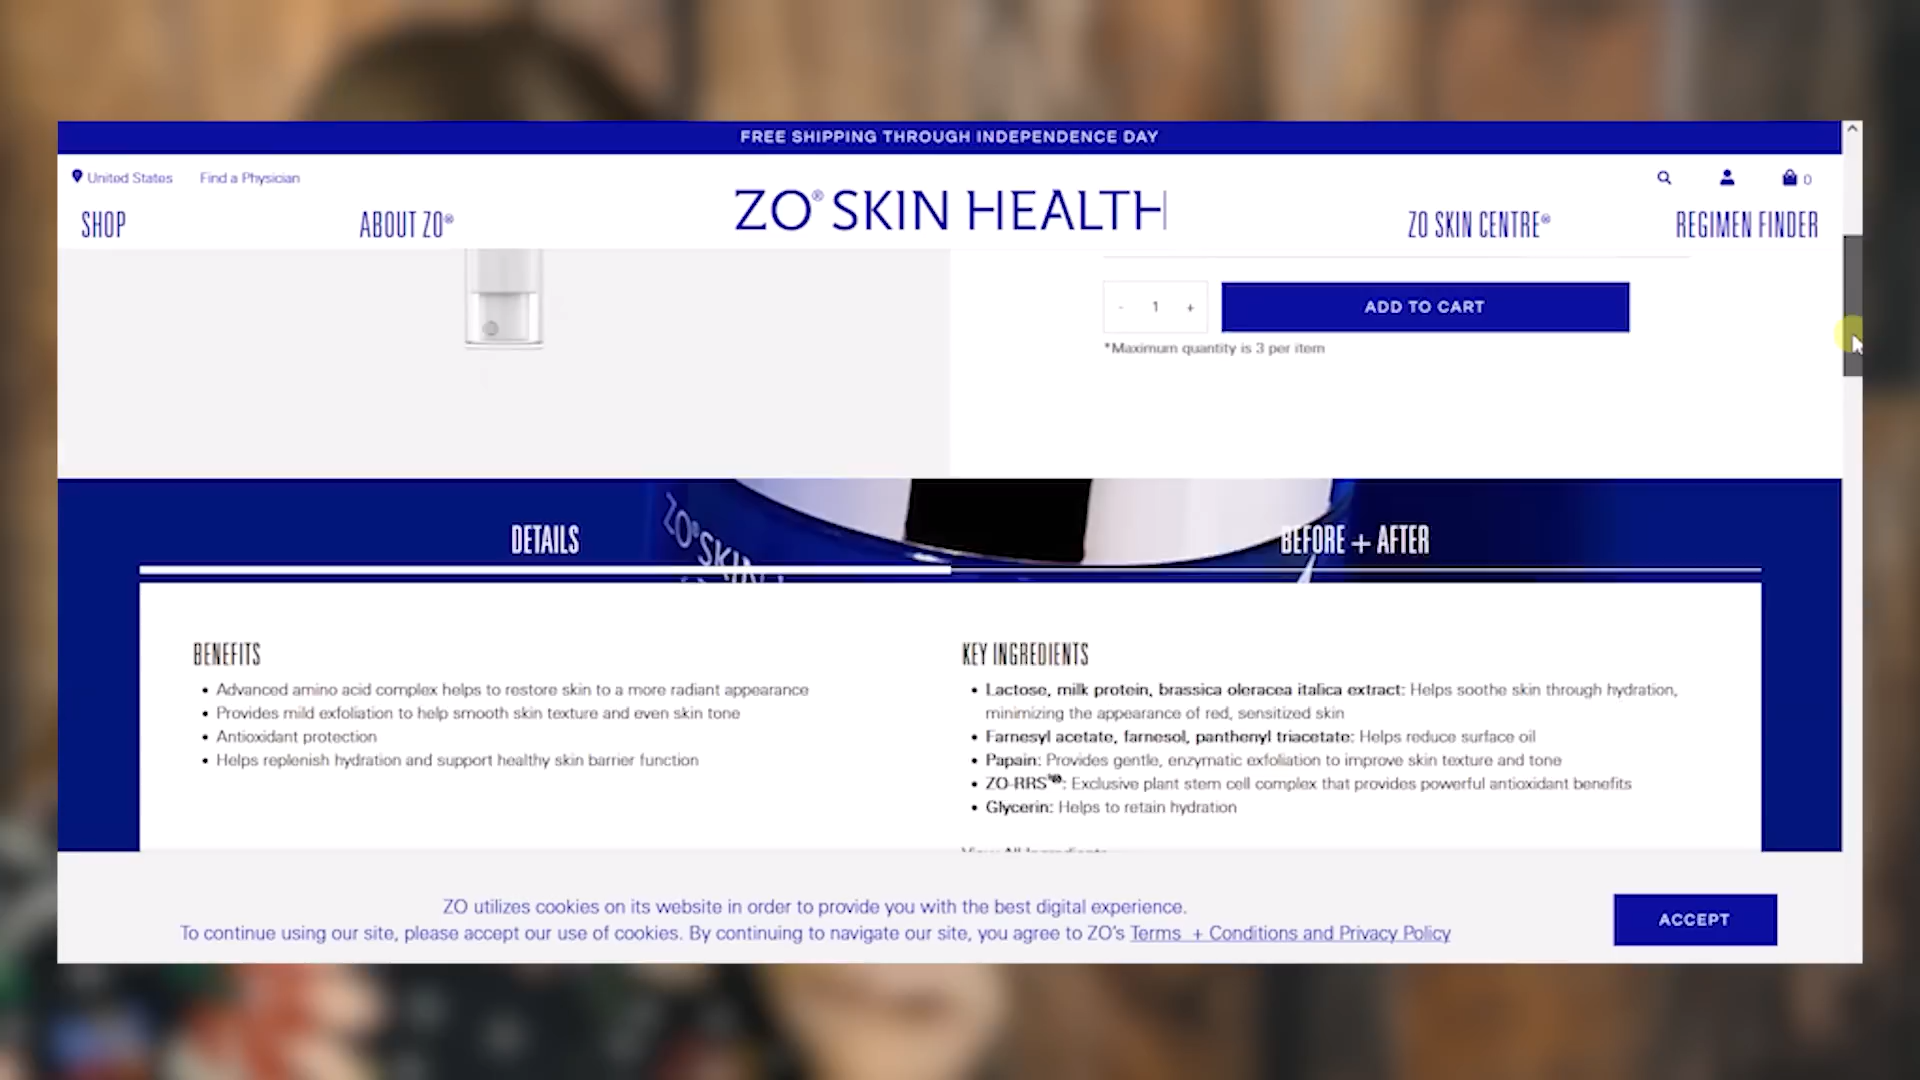 FREE SHIPPING THROUGH INDEPENDENCE DAY
United States Find a Physician
0
SHOP
ABOUT ZO®
ZO® SKIN HEALTH
ZO SKIN CENTRE®
REGIMEN FINDER
- 1 +
ADD TO CART
*Maximum quantity is 3 per item
ZO® SKIN
DETAILS
BEFORE + AFTER
BENEFITS
• Advanced amino acid complex helps to restore skin to a more radiant appearance
• Provides mild exfoliation to help smooth skin texture and even skin tone
• Antioxidant protection
• Helps replenish hydration and support healthy skin barrier function
KEY INGREDIENTS
• Lactose, milk protein, brassica oleracea italica extract: Helps soothe skin through hydration,
minimizing the appearance of red, sensitized skin
• Farnesyl acetate, farnesol, panthenyl triacetate: Helps reduce surface oil
• Papain: Provides gentle, enzymatic exfoliation to improve skin texture and tone
• ZO-RRS: Exclusive plant stem cell complex that provides powerful antioxidant benefits
• Glycerin: Helps to retain hydration
View All Ingredients
ZO utilizes cookies on its website in order to provide you with the best digital experience.
To continue using our site, please accept our use of cookies. By continuing to navigate our site, you agree to ZO's Terms + Conditions and Privacy Policy
ACCEPT